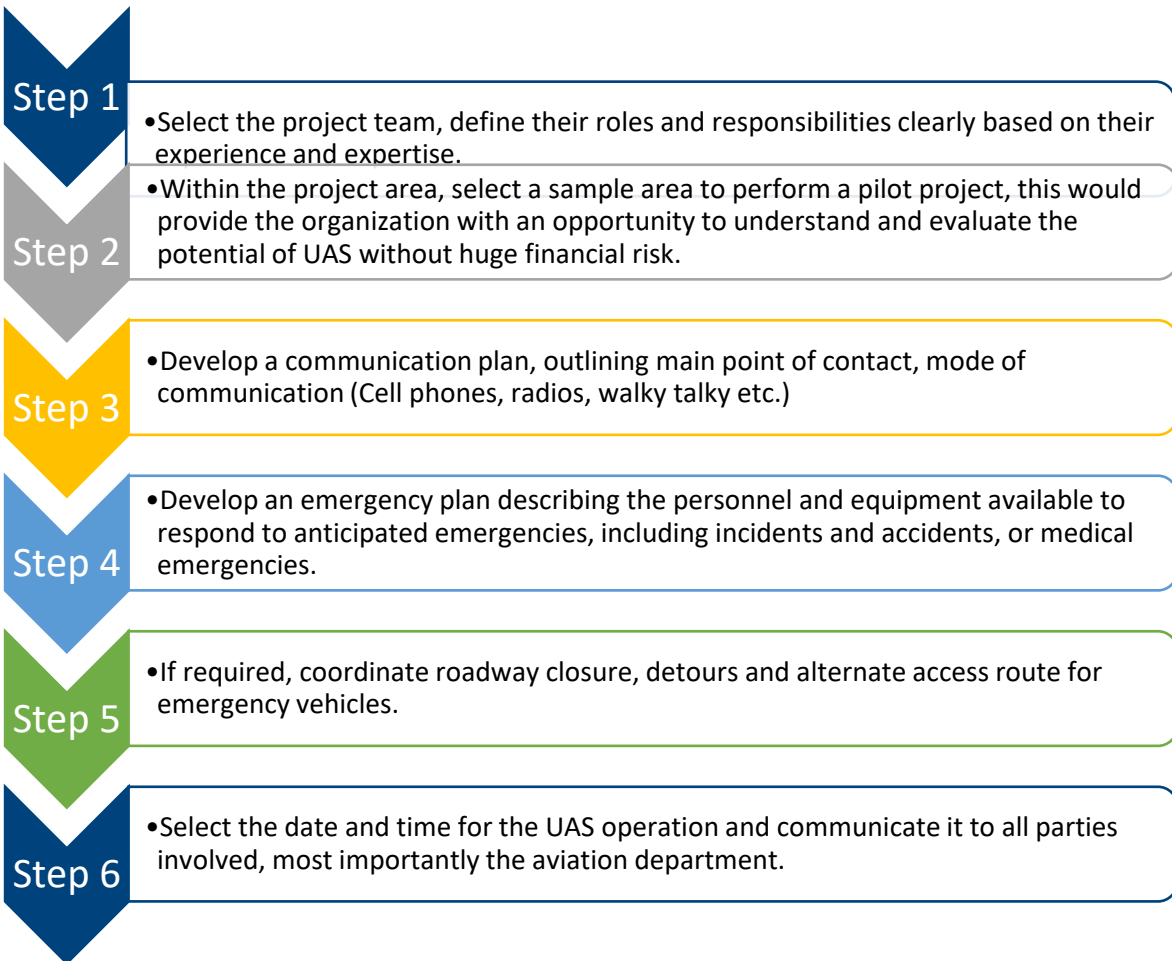 Step 1
•Select the project team, define their roles and responsibilities clearly based on their
experience and expertise.
Step 2
•Within the project area, select a sample area to perform a pilot project, this would
provide the organization with an opportunity to understand and evaluate the
potential of UAS without huge financial risk.
Step 3
•Develop a communication plan, outlining main point of contact, mode of
communication (Cell phones, radios, walky talky etc.)
Step 4
•Develop an emergency plan describing the personnel and equipment available to
respond to anticipated emergencies, including incidents and accidents, or medical
emergencies.
Step 5
•If required, coordinate roadway closure, detours and alternate access route for
emergency vehicles.
Step 6
•Select the date and time for the UAS operation and communicate it to all parties
involved, most importantly the aviation department.